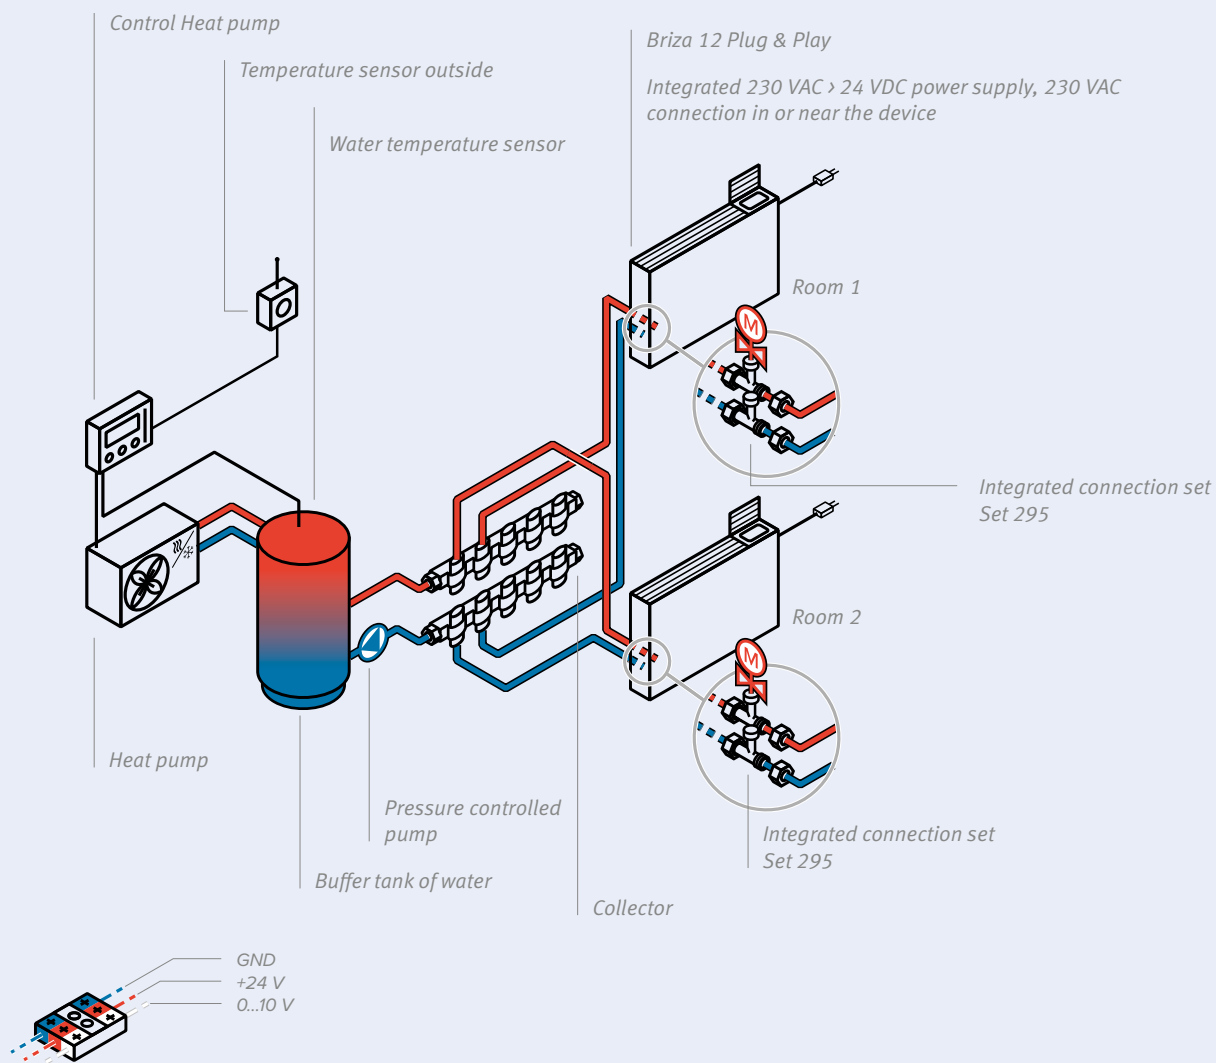 Control Heat pump
Temperature sensor outside
Water temperature sensor
Briza 12 Plug & Play
Integrated 230 VAC › 24 VDC power supply, 230 VAC
connection in or near the device
Room 1
M
Integrated connection set
Set 295
Room 2
M
Heat pump
Pressure controlled
pump
Integrated connection set
Set 295
Buffer tank of water
Collector
GND
+24 V
0...10 V